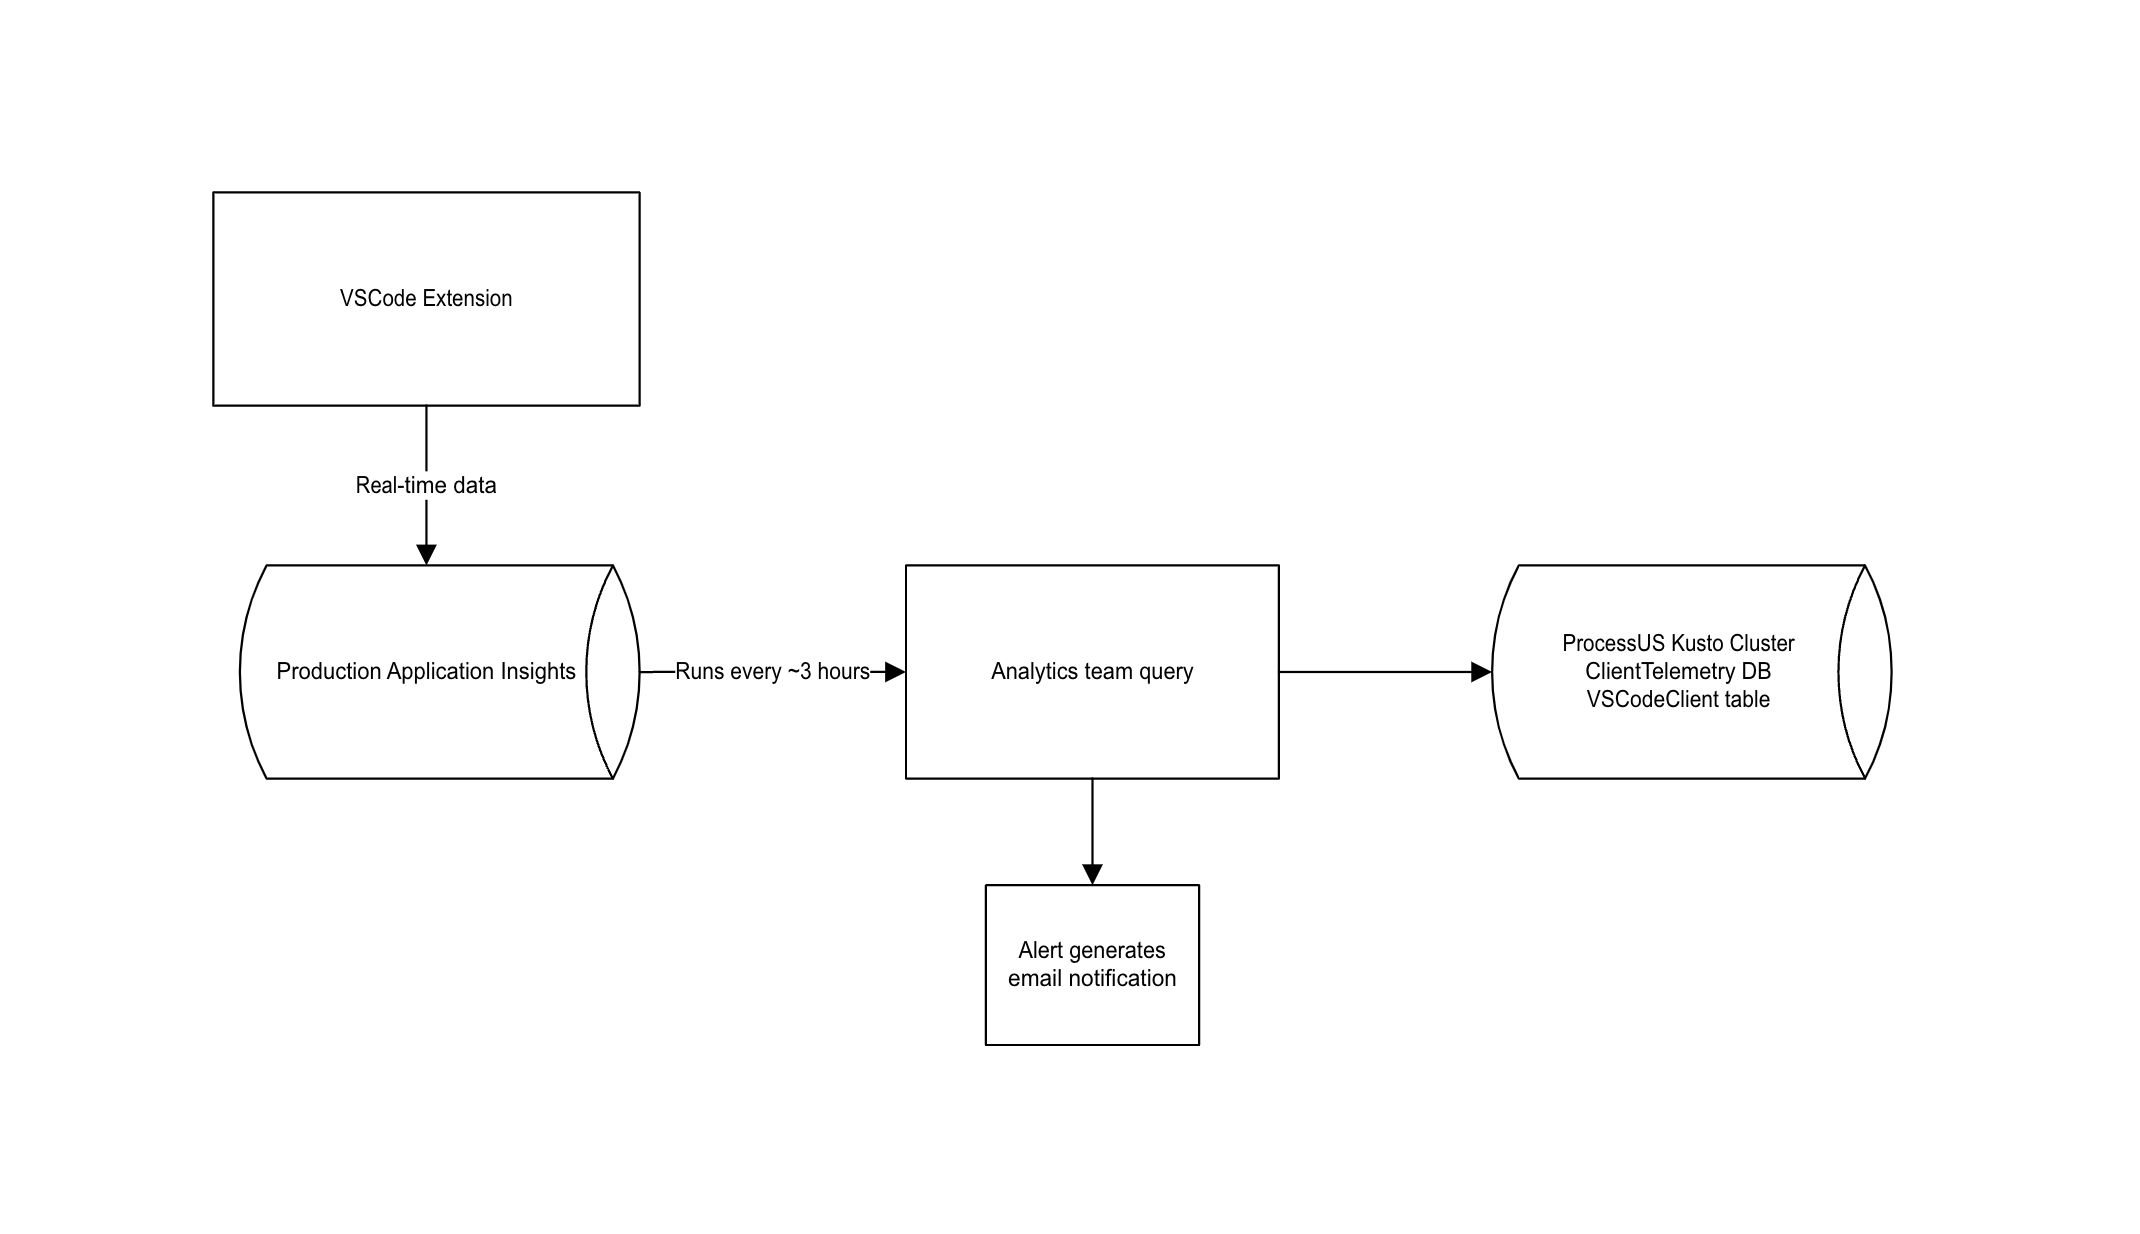 VSCode Extension
Real-time data
Production Application Insights
Runs every ~3 hours
Analytics team query
ProcessUS Kusto Cluster
ClientTelemetry DB
VSCodeClient table
Alert generates
email notification